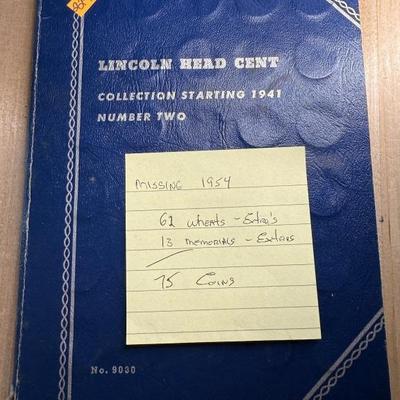 LINCOLN HEAD CENT
COLLECTION STARTING 1941
NUMBER TWO
MISSING 1954
62 wheats - Extra's
13 memorials - Extras
75 Coins
No. 9030